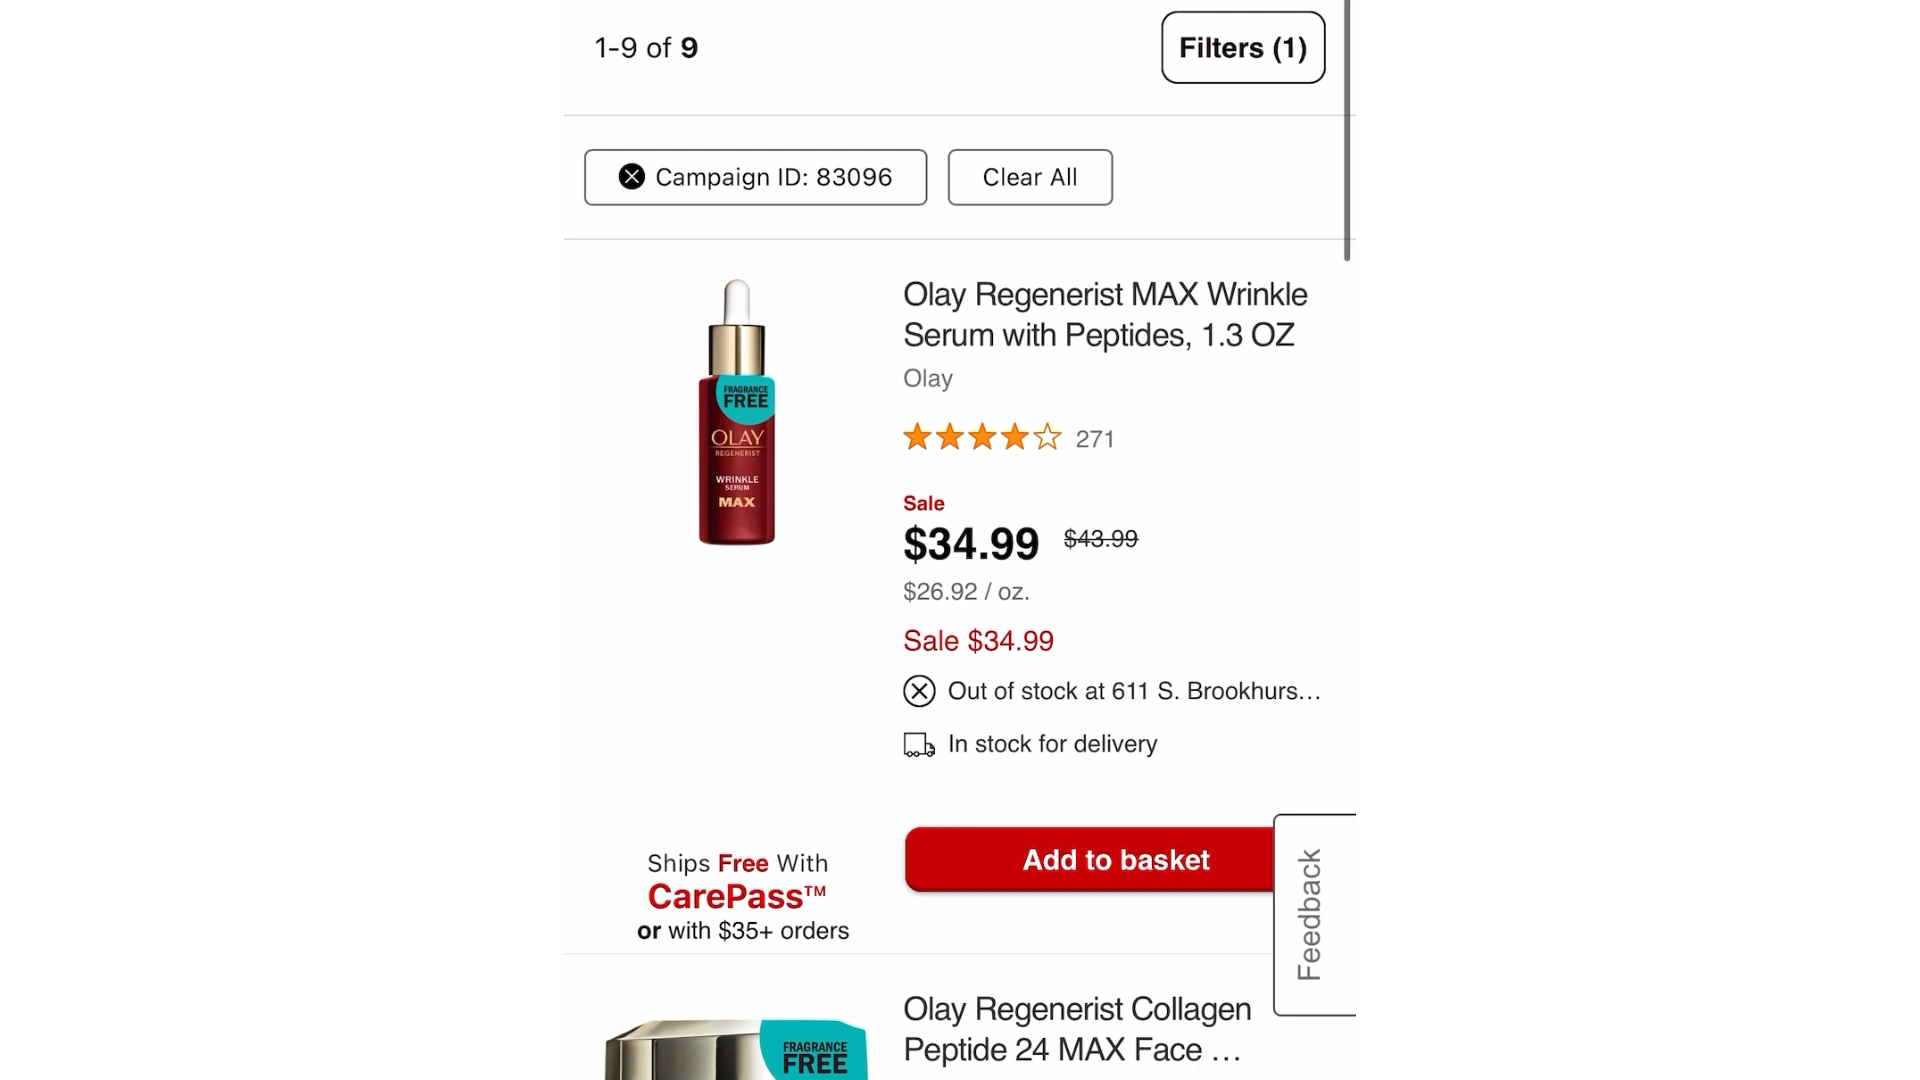 1-9 of 9
Filters (1)
Campaign ID: 83096
Clear All
FRAGRANCE
FREE
OLAY
REGENERIST
WRINKLE
SERUM
MAX
Olay Regenerist MAX Wrinkle
Serum with Peptides, 1.3 OZ
Olay
271
Sale
$34.99 $43.99
$26.92 / oz.
Sale $34.99
Out of stock at 611 S. Brookhurs...
In stock for delivery
Ships Free With
CarePass™
or with $35+ orders
Add to basket
Feedback
FRAGRANCE
FREE
Olay Regenerist Collagen
Peptide 24 MAX Face ...